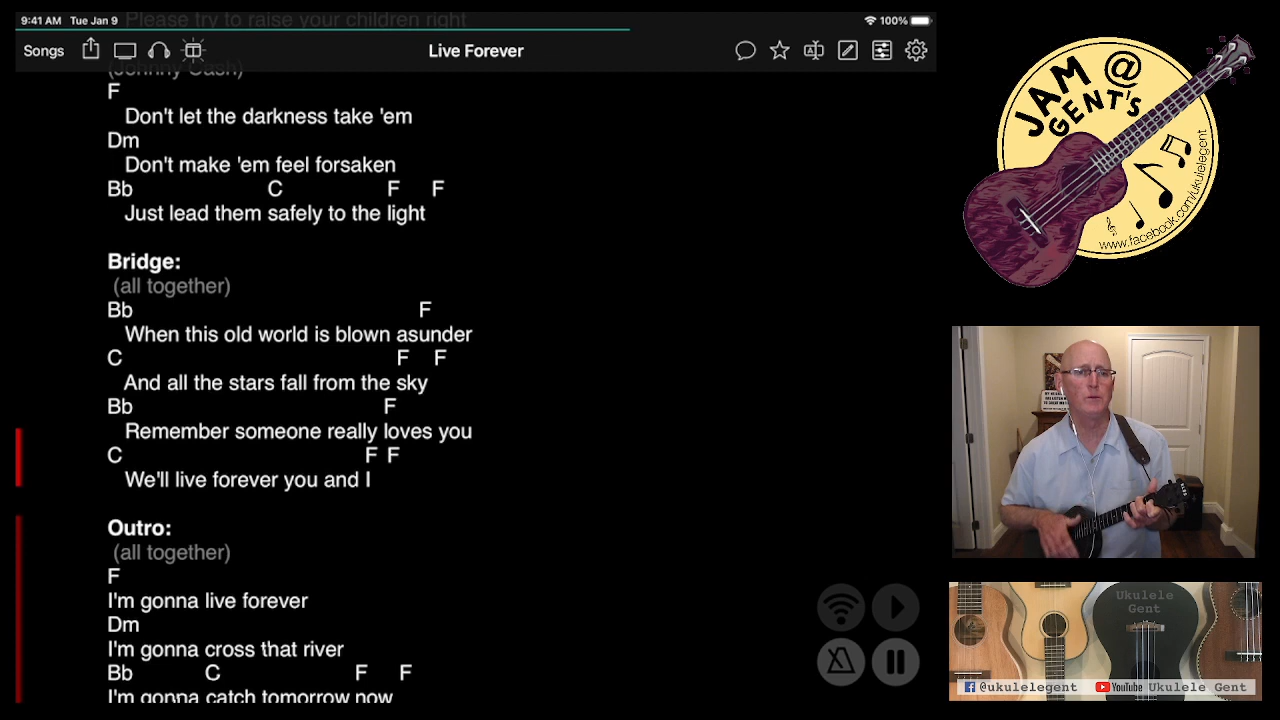 Please try to raise your children right
9:41 AM Tue Jan 9
100%
Songs
Live Forever
(Johnny Cash)
F
Don't let the darkness take 'em
Dm
Don't make 'em feel forsaken
Bb C F F
Just lead them safely to the light
Bridge:
(all together)
Bb F
When this old world is blown asunder
C F F
And all the stars fall from the sky
Bb F
Remember someone really loves you
C F F
We'll live forever you and I
Outro:
(all together)
F
I'm gonna live forever
Dm
I'm gonna cross that river
Bb C F F
I'm gonna catch tomorrow now
JAM @
GENT'S
www.facebook.com/ukulelegent
Ukulele
Gent
@ukulelegent YouTube Ukulele Gent